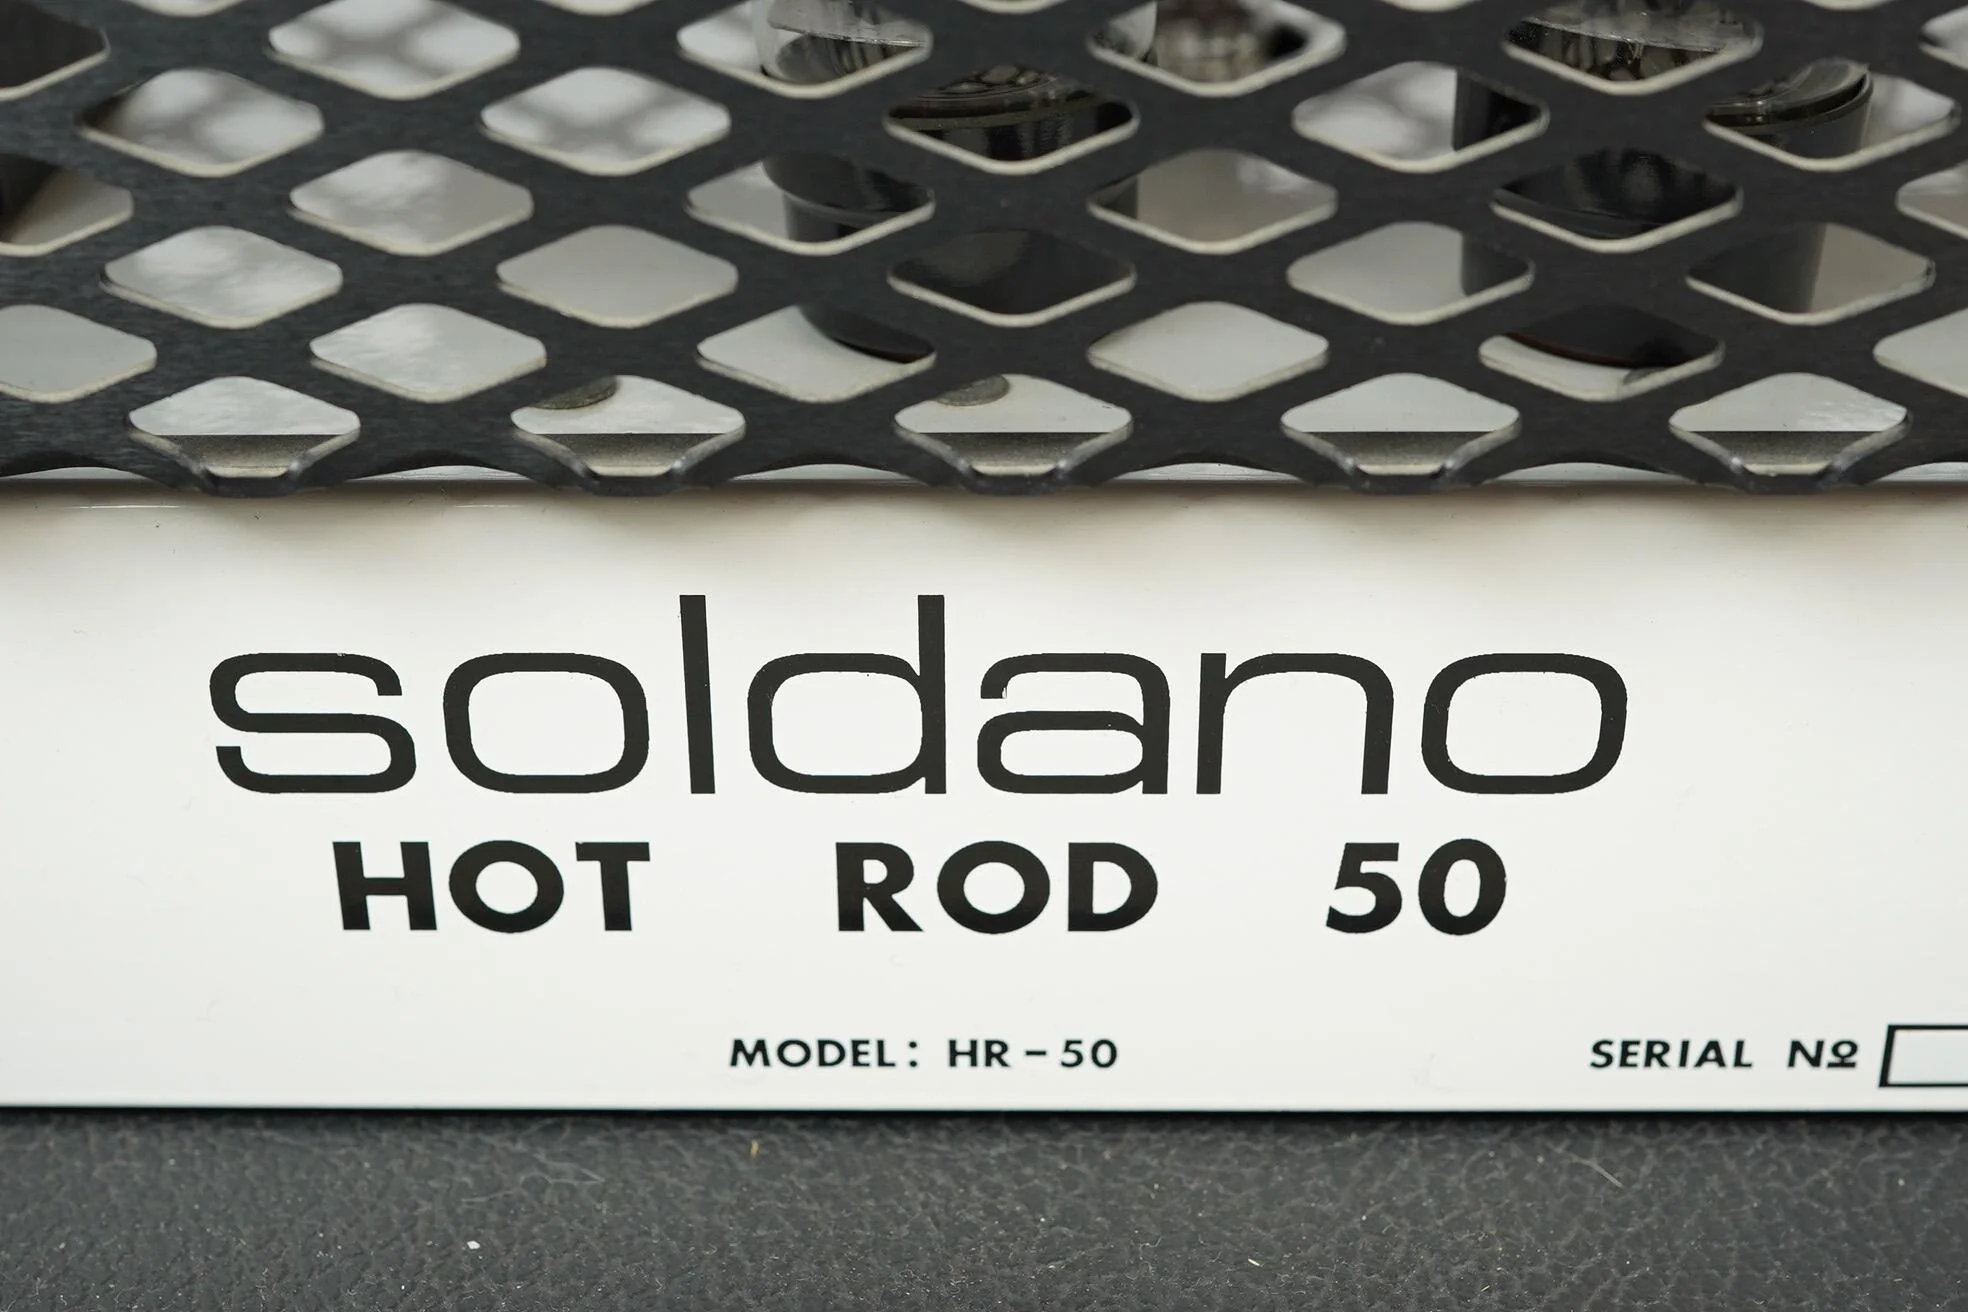 soldano
HOT ROD 50
MODEL: HR-50
SERIAL Nº